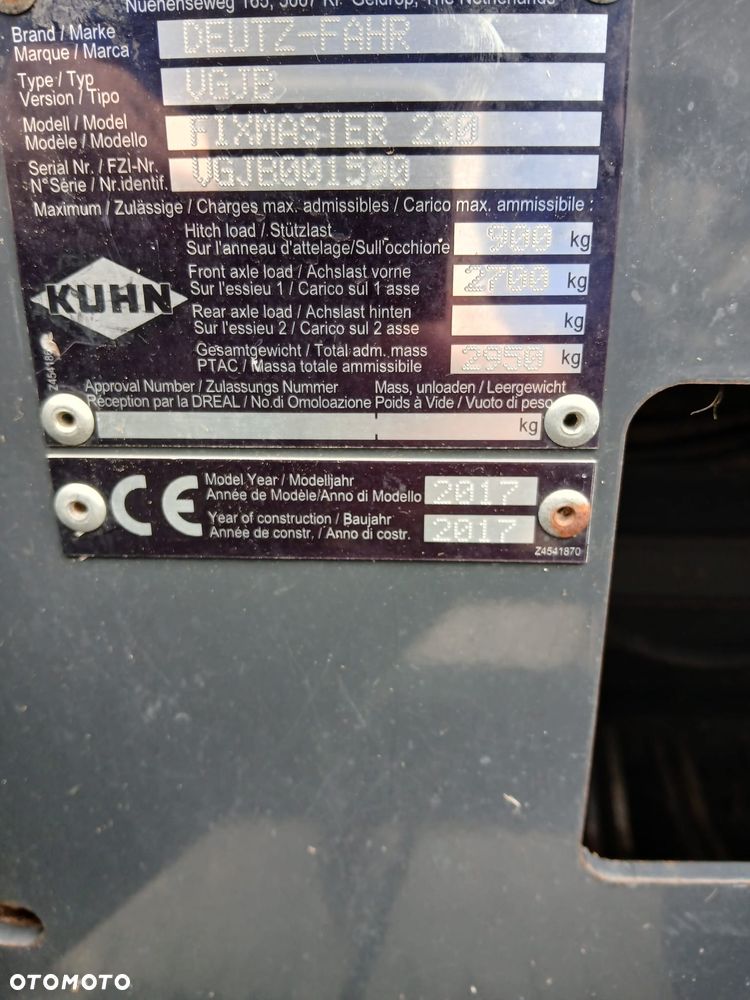 Nuenenseweg 165, 5667 KP Geldrop, The Netherlands
Brand / Marke
Marque / Marca
DEUTZ-FAHR
Type / Typ
Version / Tipo
VGJB
Modell / Model
Modèle / Modello
FIXMASTER 230
Serial Nr. / FZI-Nr.
N°Série / Nr.identif.
VGJB001590
Maximum / Zulässige / Charges max. admissibles / Carico max. ammissibile :
Hitch load / Stützlast
Sur l'anneau d'attelage/Sull'occhione
900 kg
Front axle load / Achslast vorne
Sur l'essieu 1 / Carico sul 1 asse
2700 kg
KUHN
Rear axle load / Achslast hinten
Sur l'essieu 2 / Carico sul 2 asse
kg
Gesamtgewicht / Total adm. mass
PTAC / Massa totale ammissibile
2950 kg
Approval Number / Zulassungs Nummer
Réception par la DREAL / No.di Omoloazione
Mass, unloaden / Leergewicht
Poids à Vide / Vuoto di peso
kg
CE
Model Year / Modelljahr
Année de Modèle/Anno di Modello
2017
Year of construction / Baujahr
Année de constr. / Anno di costr.
2017
Z4541870
OTOMOTO